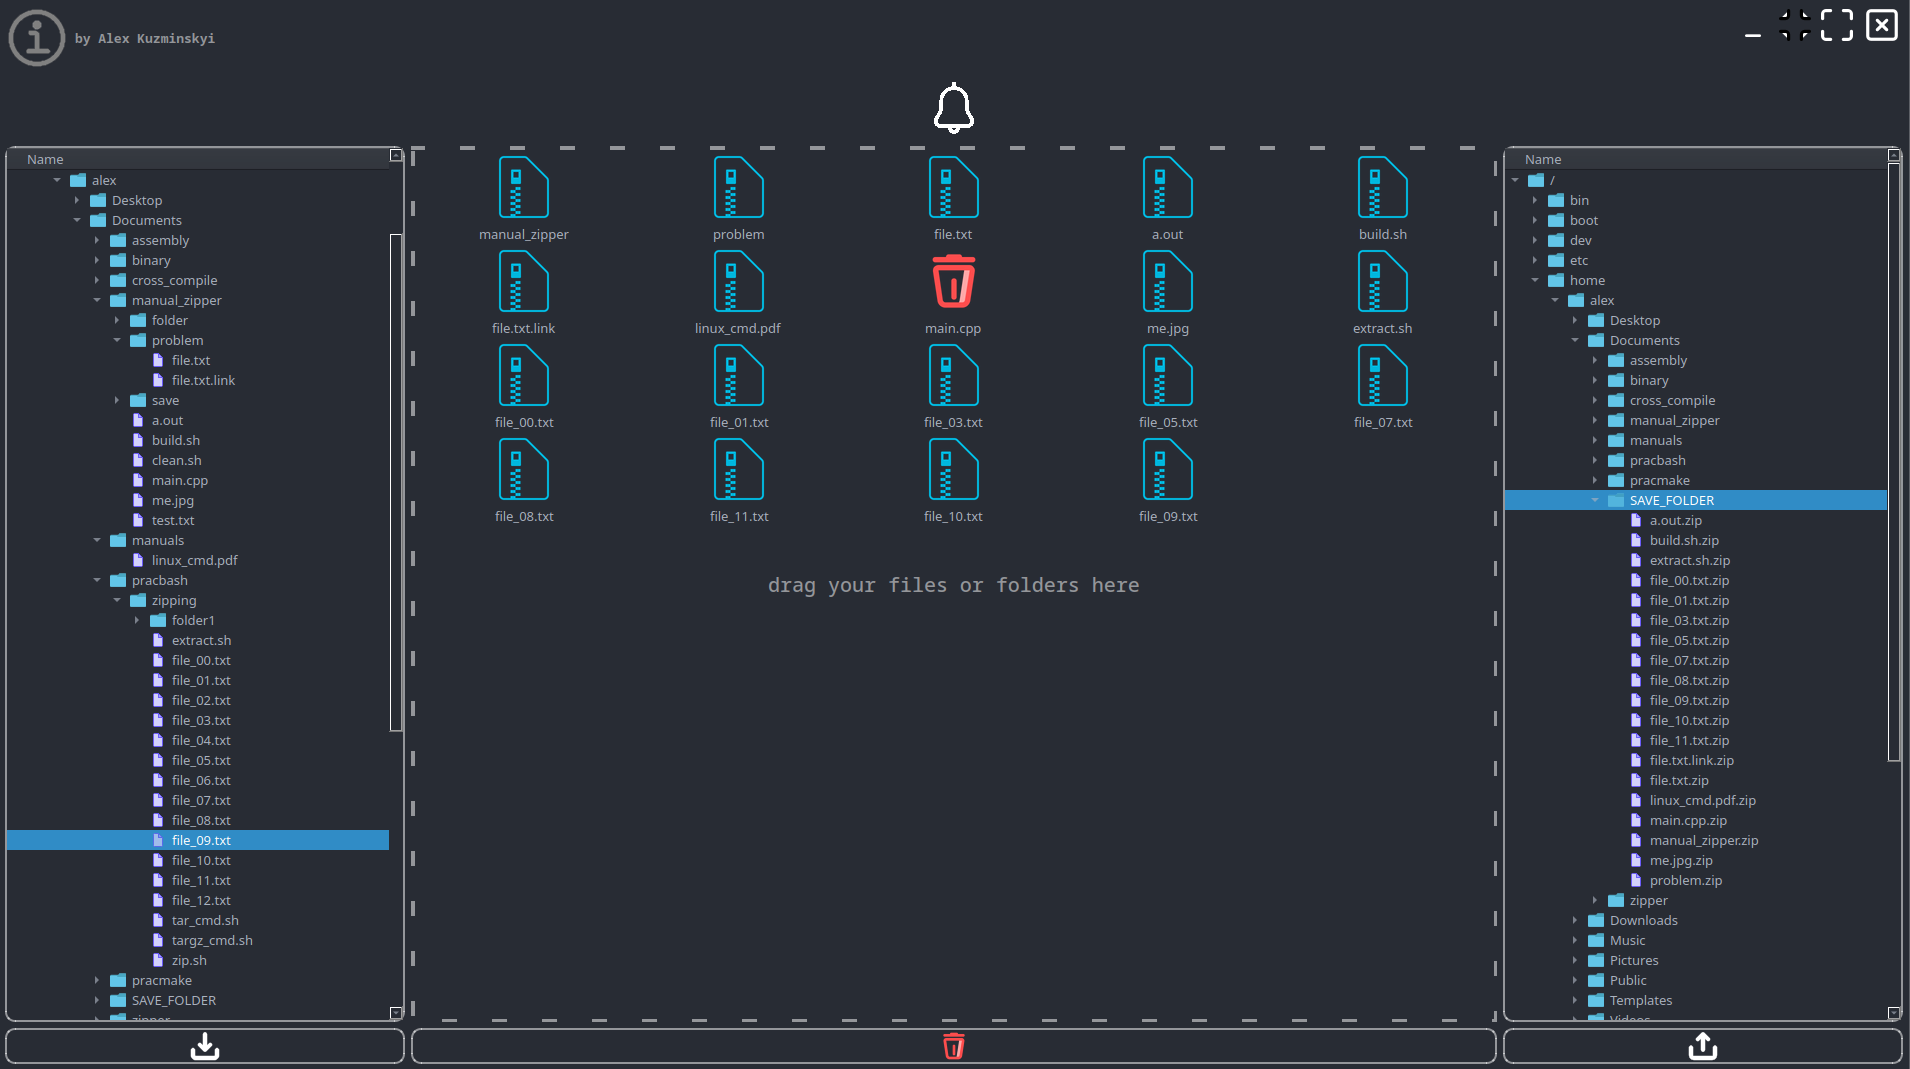 by Alex Kuzminskyi
Name
alex
Desktop
Documents
assembly
binary
cross_compile
manual_zipper
folder
problem
file.txt
file.txt.link
save
a.out
build.sh
clean.sh
main.cpp
me.jpg
test.txt
manuals
linux_cmd.pdf
pracbash
zipping
folder1
extract.sh
file_00.txt
file_01.txt
file_02.txt
file_03.txt
file_04.txt
file_05.txt
file_06.txt
file_07.txt
file_08.txt
file_09.txt
file_10.txt
file_11.txt
file_12.txt
tar_cmd.sh
targz_cmd.sh
zip.sh
pracmake
SAVE_FOLDER
zipper
manual_zipper problem file.txt a.out build.sh
file.txt.link linux_cmd.pdf main.cpp me.jpg extract.sh
file_00.txt file_01.txt file_03.txt file_05.txt file_07.txt
file_08.txt file_11.txt file_10.txt file_09.txt
drag your files or folders here
Name
/
bin
boot
dev
etc
home
alex
Desktop
Documents
assembly
binary
cross_compile
manual_zipper
manuals
pracbash
pracmake
SAVE_FOLDER
a.out.zip
build.sh.zip
extract.sh.zip
file_00.txt.zip
file_01.txt.zip
file_03.txt.zip
file_05.txt.zip
file_07.txt.zip
file_08.txt.zip
file_09.txt.zip
file_10.txt.zip
file_11.txt.zip
file.txt.link.zip
file.txt.zip
linux_cmd.pdf.zip
main.cpp.zip
manual_zipper.zip
me.jpg.zip
problem.zip
zipper
Downloads
Music
Pictures
Public
Templates
Videos